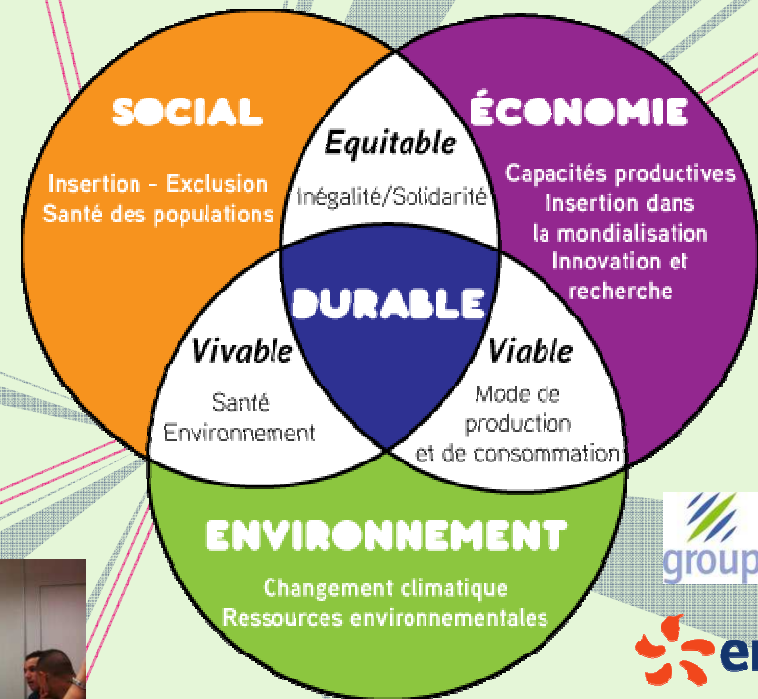 SOCIAL
Insertion - Exclusion
Santé des populations
Equitable
Inégalité/Solidarité
ÉCONOMIE
Capacités productives
Insertion dans
la mondialisation
Innovation et
recherche
DURABLE
Vivable
Santé
Environnement
Viable
Mode de
production
et de consommation
ENVIRONNEMENT
Changement climatique
Ressources environnementales
group